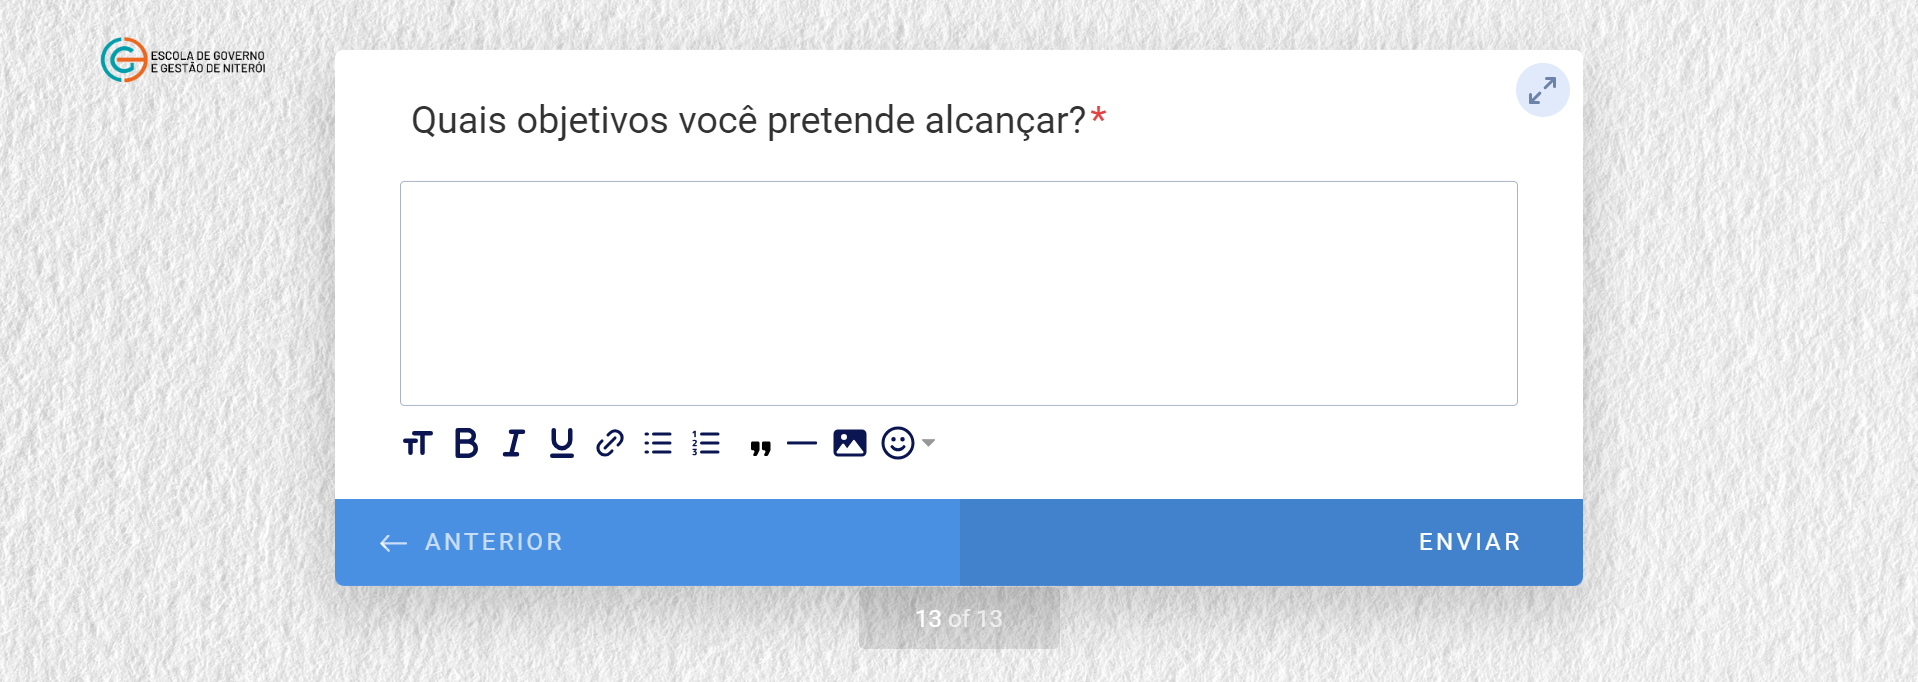 ESCOLA DE GOVERNO
E GESTÃO DE NITERÓI
Quais objetivos você pretende alcançar?*
ANTERIOR
ENVIAR
13 of 13